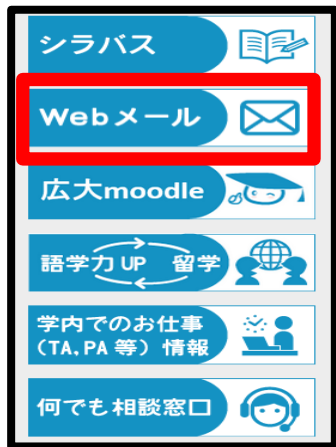 シラバス
Webメール
広大moodle
語学力UP 留学
学内でのお仕事
(TA,PA 等) 情報
何でも相談窓口